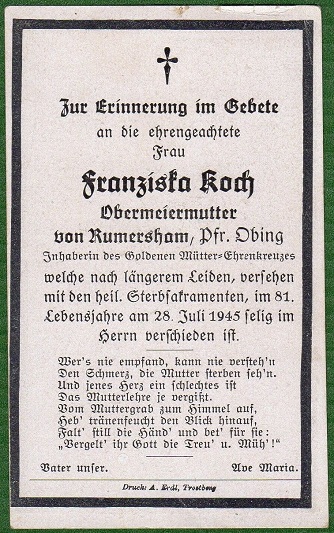 Zur Erinnerung im Gebete
an die ehrengeachtete
Frau
Franziska Koch
Obermeiermutter
von Rumersham, Pfr. Obing
Inhaberin des Goldenen Mütter-Ehrenkreuzes
welche nach längerem Leiden, versehen
mit den heil. Sterbsakramenten, im 81.
Lebensjahre am 28. Juli 1945 selig im
Herrn verschieden ist.
Wer's nie empfand, kann nie versteh'n
Den Schmerz, die Mutter sterben seh'n.
Und jenes Herz ein schlechtes ist
Das Mutterlehre je vergißt.
Vom Muttergrab zum Himmel auf,
Heb' tränenfeucht den Blick hinauf,
Falt' still die Händ' und bet' für sie:
„Vergelt' ihr Gott die Treu' u. Müh'!"
Vater unser. Ave Maria.
Druck: A. Erdl, Trostberg